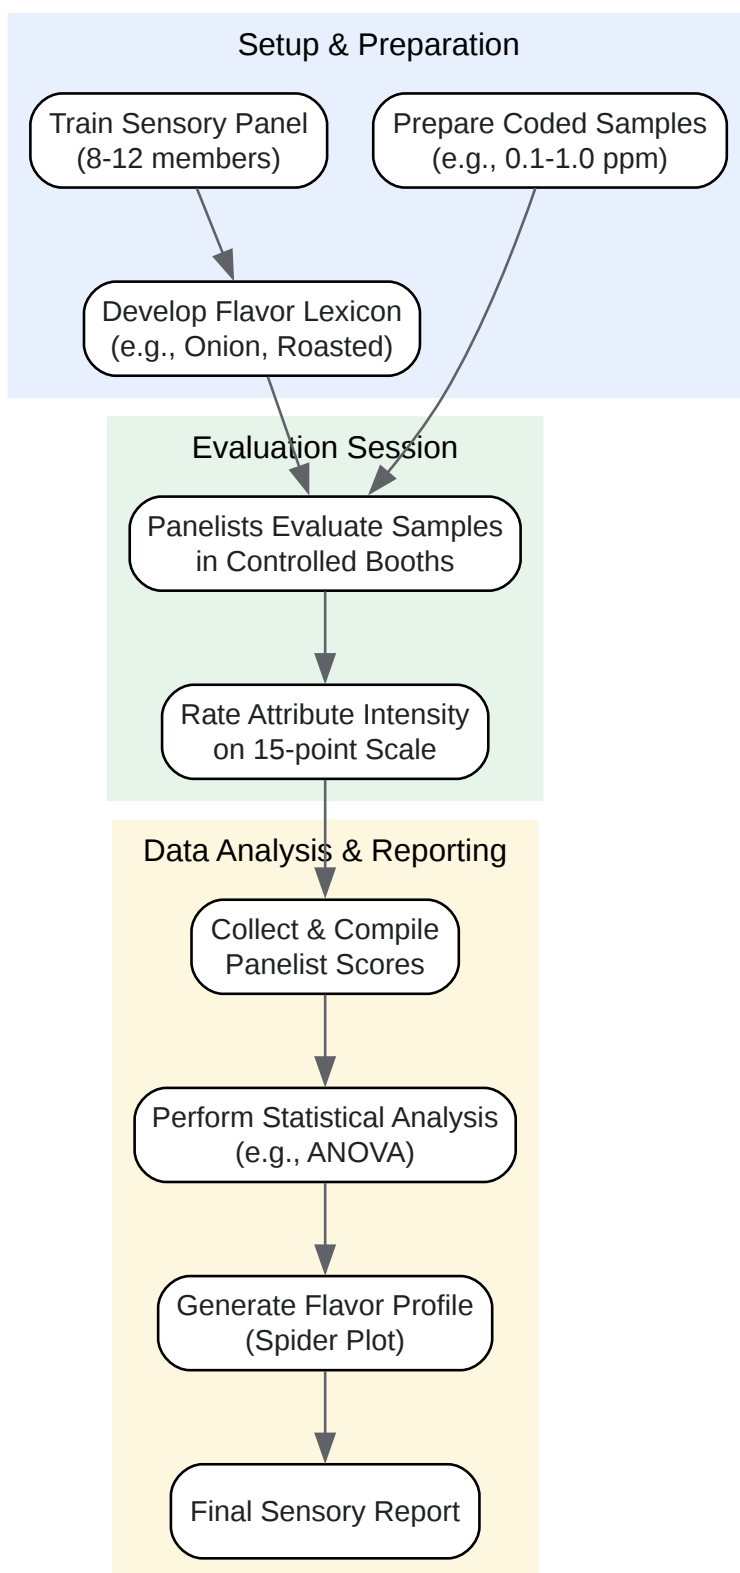 Setup & Preparation
Train Sensory Panel
(8-12 members)
Prepare Coded Samples
(e.g., 0.1-1.0 ppm)
Develop Flavor Lexicon
(e.g., Onion, Roasted)
Evaluation Session
Panelists Evaluate Samples
in Controlled Booths
Rate Attribute Intensity
on 15-point Scale
Data Analysis & Reporting
Collect & Compile
Panelist Scores
Perform Statistical Analysis
(e.g., ANOVA)
Generate Flavor Profile
(Spider Plot)
Final Sensory Report